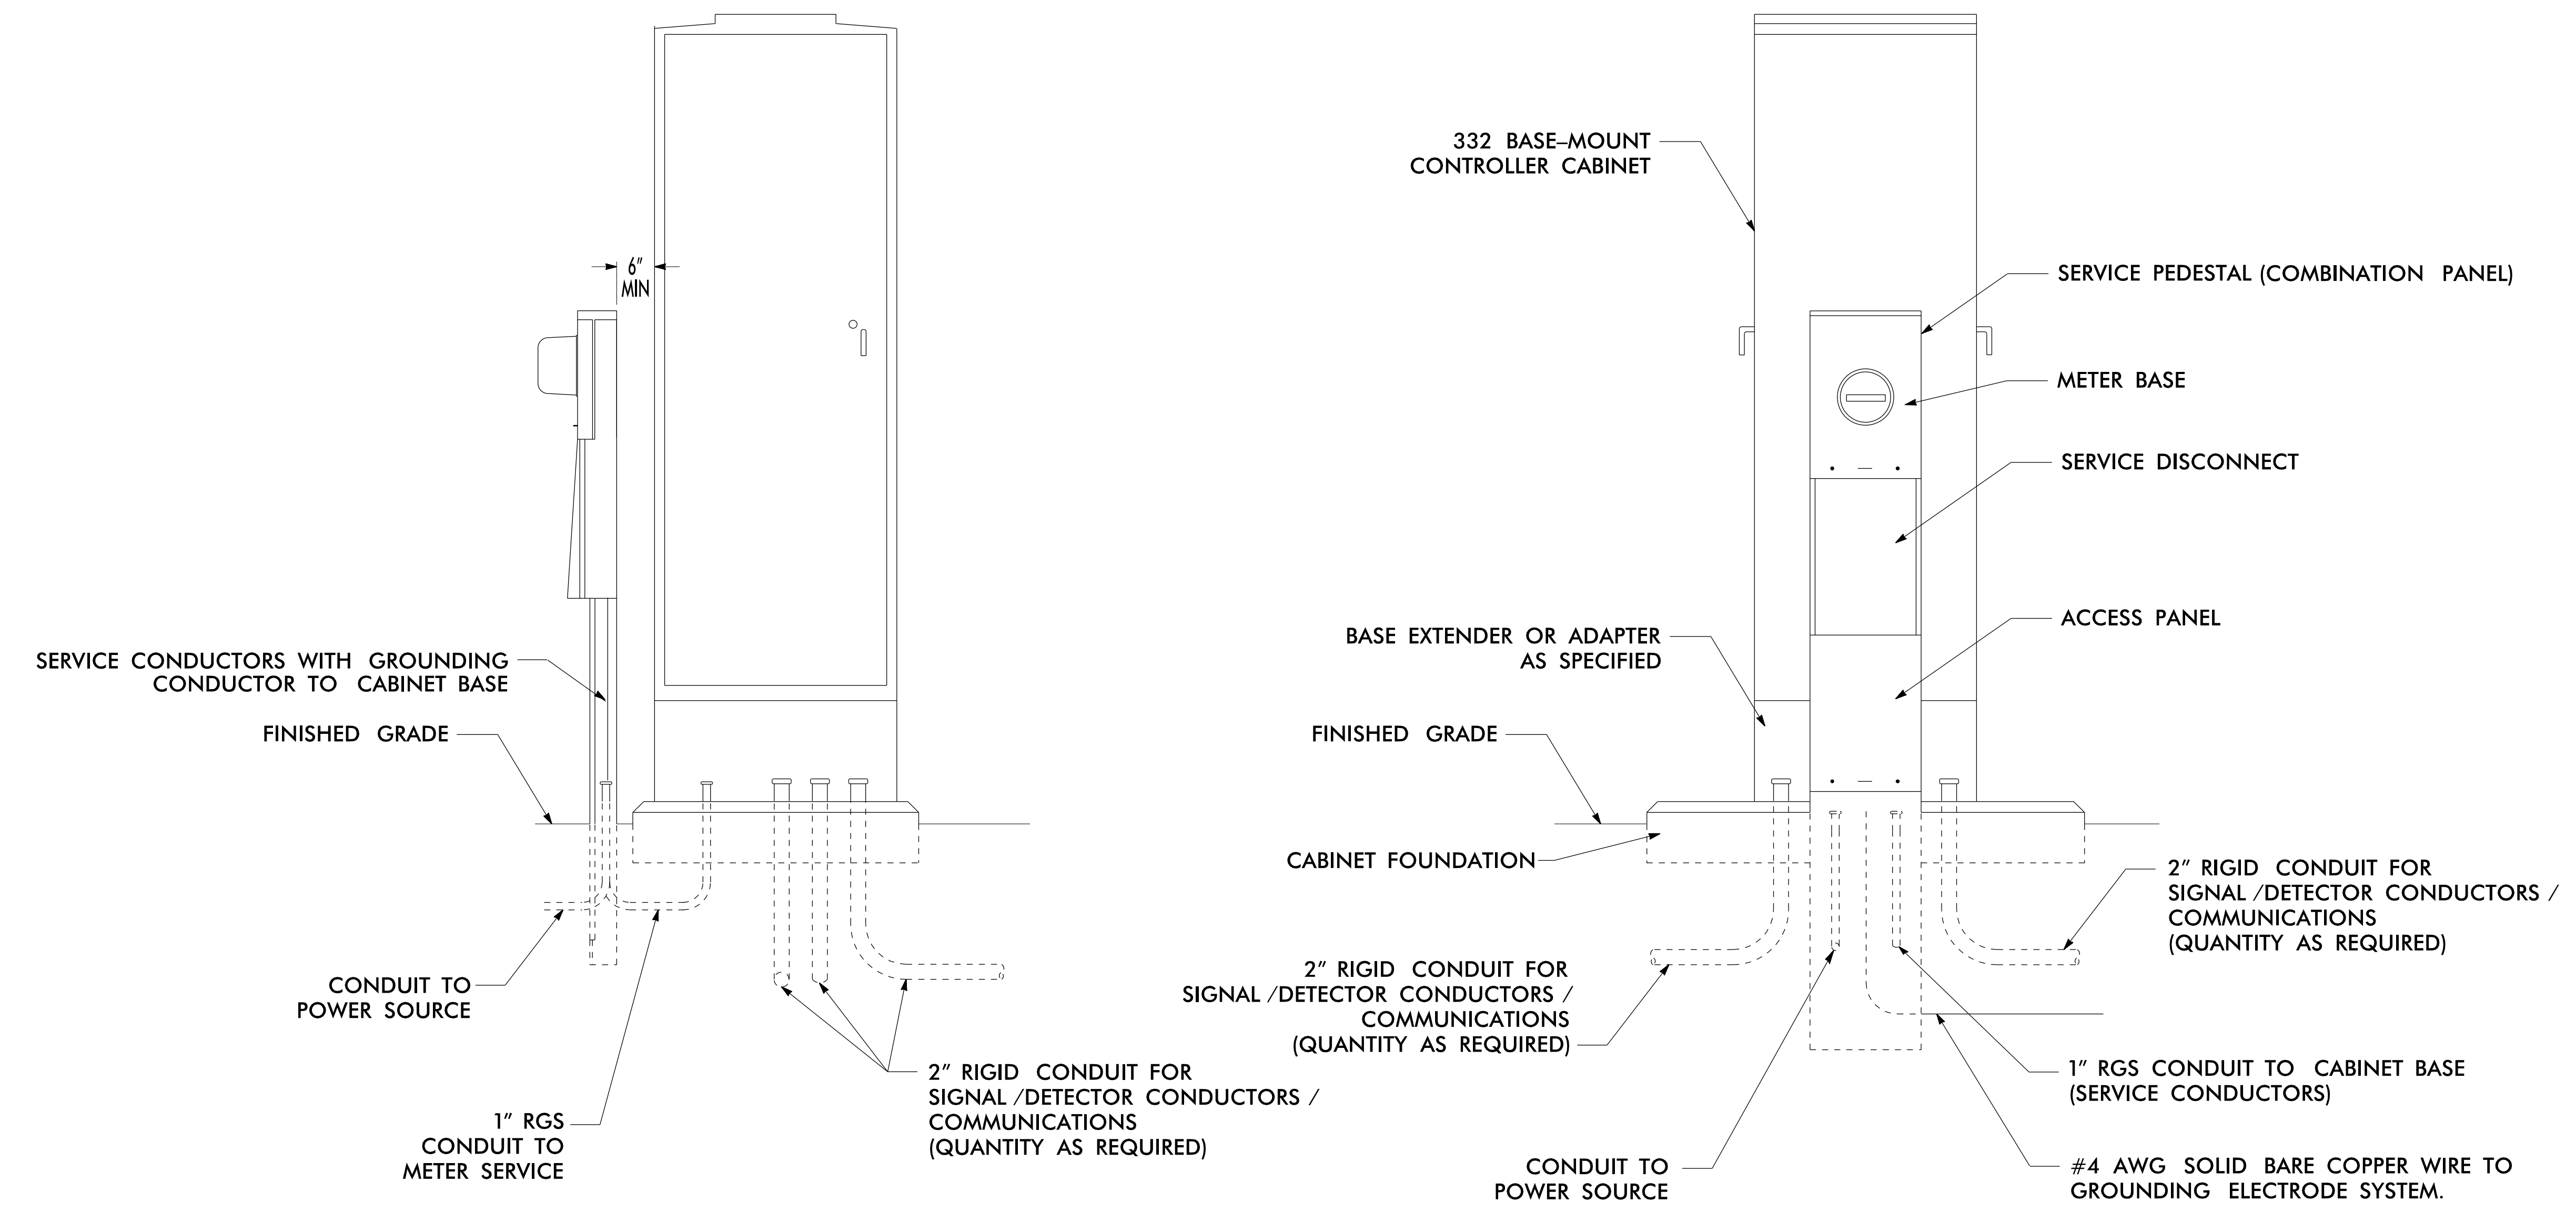 6"
MIN
SERVICE CONDUCTORS WITH GROUNDING
CONDUCTOR TO CABINET BASE
FINISHED GRADE
CONDUIT TO
POWER SOURCE
1" RGS
CONDUIT TO
METER SERVICE
2" RIGID CONDUIT FOR
SIGNAL /DETECTOR CONDUCTORS /
COMMUNICATIONS
(QUANTITY AS REQUIRED)
332 BASE–MOUNT
CONTROLLER CABINET
SERVICE PEDESTAL (COMBINATION PANEL)
METER BASE
SERVICE DISCONNECT
ACCESS PANEL
BASE EXTENDER OR ADAPTER
AS SPECIFIED
FINISHED GRADE
CABINET FOUNDATION
2" RIGID CONDUIT FOR
SIGNAL /DETECTOR CONDUCTORS /
COMMUNICATIONS
(QUANTITY AS REQUIRED)
2" RIGID CONDUIT FOR
SIGNAL /DETECTOR CONDUCTORS /
COMMUNICATIONS
(QUANTITY AS REQUIRED)
1" RGS CONDUIT TO CABINET BASE
(SERVICE CONDUCTORS)
CONDUIT TO
POWER SOURCE
#4 AWG SOLID BARE COPPER WIRE TO
GROUNDING ELECTRODE SYSTEM.